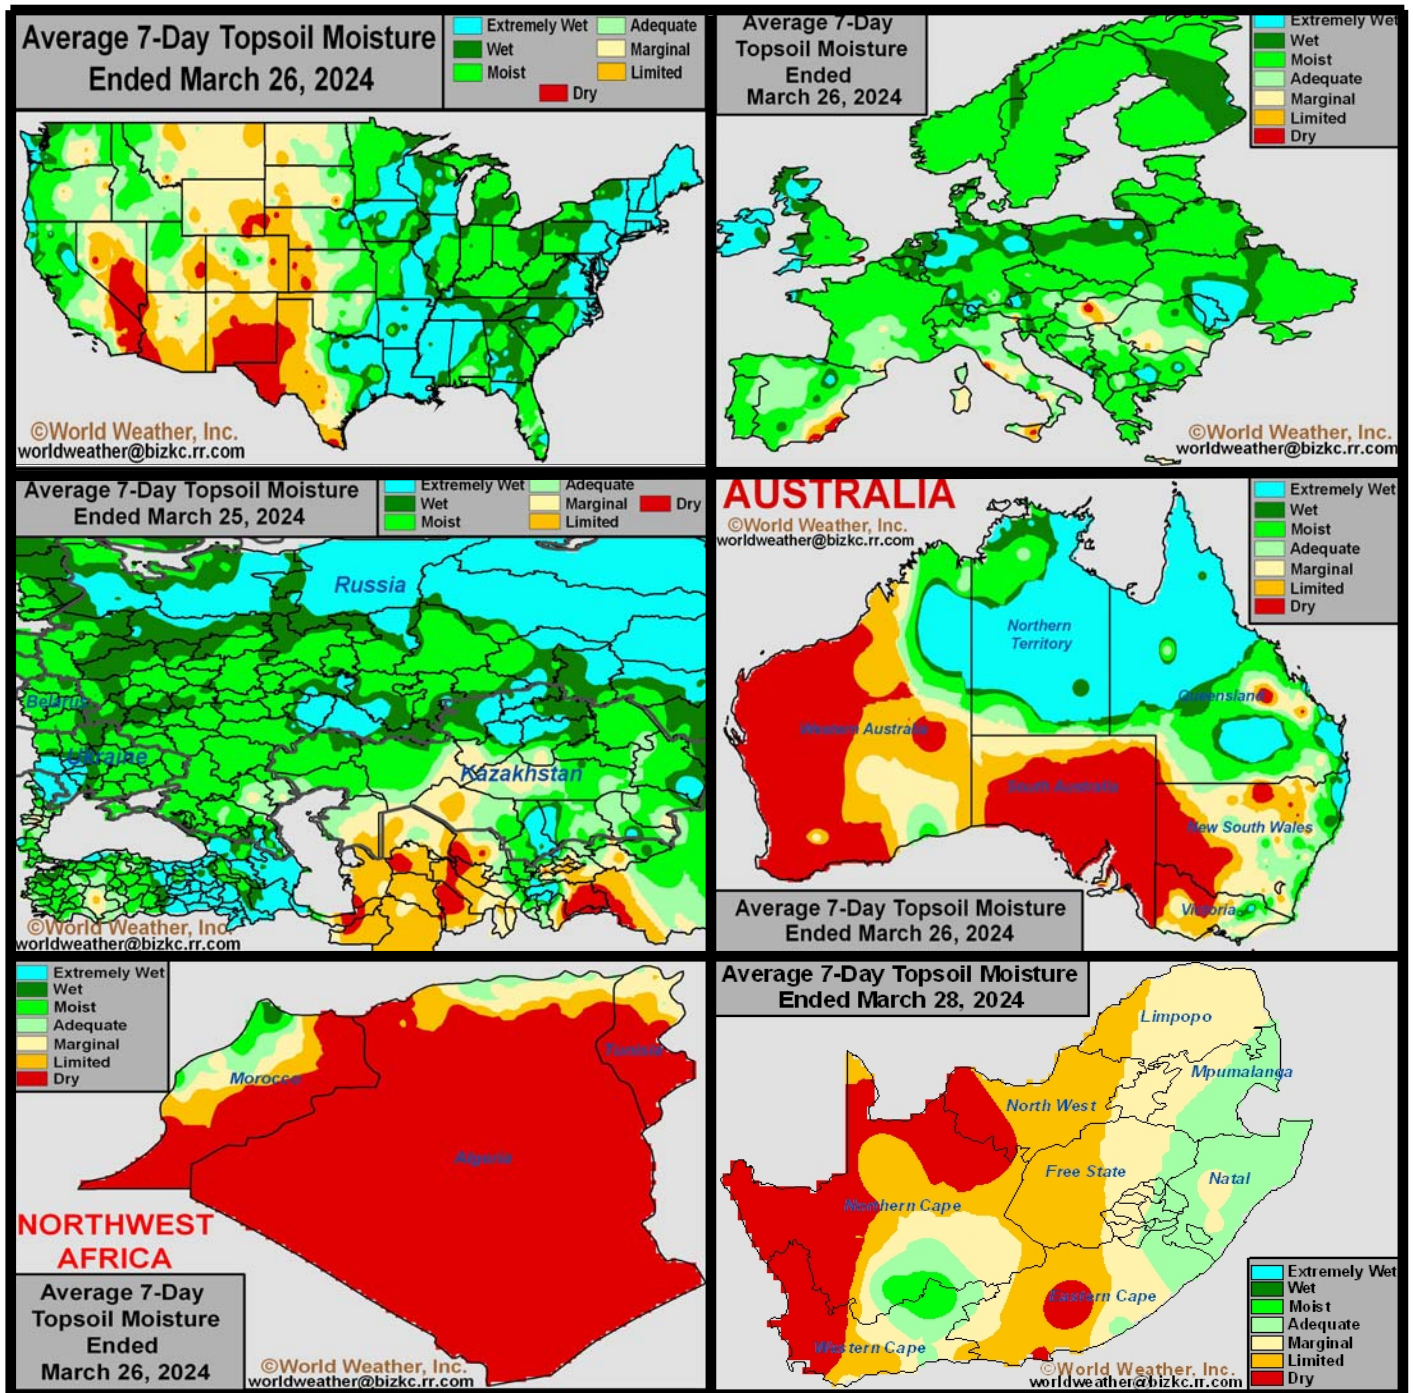 Average 7-Day Topsoil Moisture
Ended March 26, 2024
Extremely Wet
Adequate
Wet
Marginal
Moist
Limited
Dry
©World Weather, Inc.
worldweather@bizkc.rr.com
Average 7-Day
Topsoil Moisture
Ended
March 26, 2024
Extremely Wet
Wet
Moist
Adequate
Marginal
Limited
Dry
©World Weather, Inc.
worldweather@bizkc.rr.com
Average 7-Day Topsoil Moisture
Ended March 25, 2024
Extremely Wet
Adequate
Wet
Marginal
Dry
Moist
Limited
Russia
Belarus
Ukraine
Kazakhstan
©World Weather, Inc.
worldweather@bizkc.rr.com
AUSTRALIA
©World Weather, Inc.
worldweather@bizkc.rr.com
Extremely Wet
Wet
Moist
Adequate
Marginal
Limited
Dry
Northern
Territory
Queensland
Western Australia
South Australia
New South Wales
Victoria
Average 7-Day Topsoil Moisture
Ended March 26, 2024
Extremely Wet
Wet
Moist
Adequate
Marginal
Limited
Dry
Morocco
Tunisia
Algeria
NORTHWEST
AFRICA
Average 7-Day
Topsoil Moisture
Ended
March 26, 2024
©World Weather, Inc.
worldweather@bizkc.rr.com
Average 7-Day Topsoil Moisture
Ended March 28, 2024
Limpopo
Mpumalanga
North West
Free State
Natal
Northern Cape
Eastern Cape
Western Cape
Extremely Wet
Wet
Moist
Adequate
Marginal
Limited
Dry
©World Weather, Inc.
worldweather@bizkc.rr.com